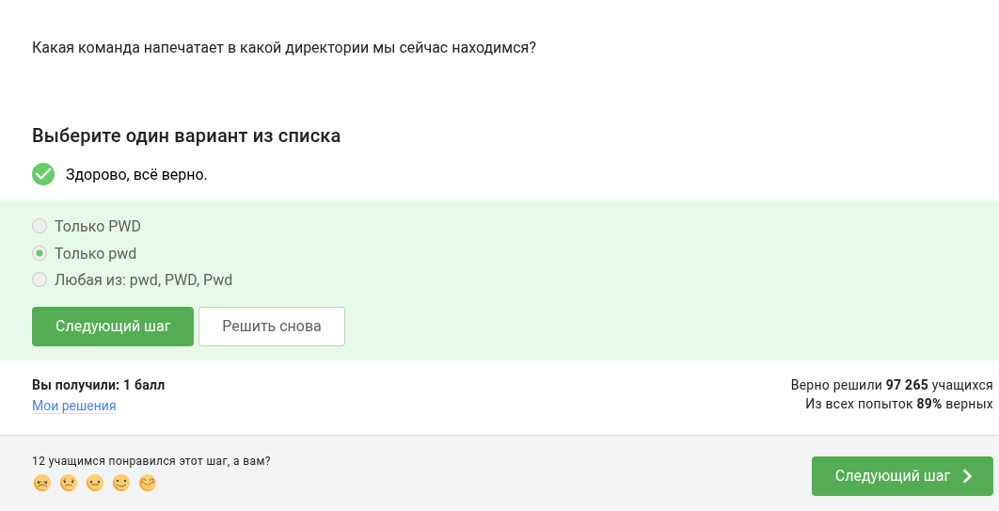 Какая команда напечатает в какой директории мы сейчас находимся?
Выберите один вариант из списка
Здорово, всё верно.
Только PWD
Только pwd
Любая из: pwd, PWD, Pwd
Следующий шаг
Решить снова
Вы получили: 1 балл
Мои решения
Верно решили 97 265 учащихся
Из всех попыток 89% верных
12 учащимся понравился этот шаг, а вам?
Следующий шаг